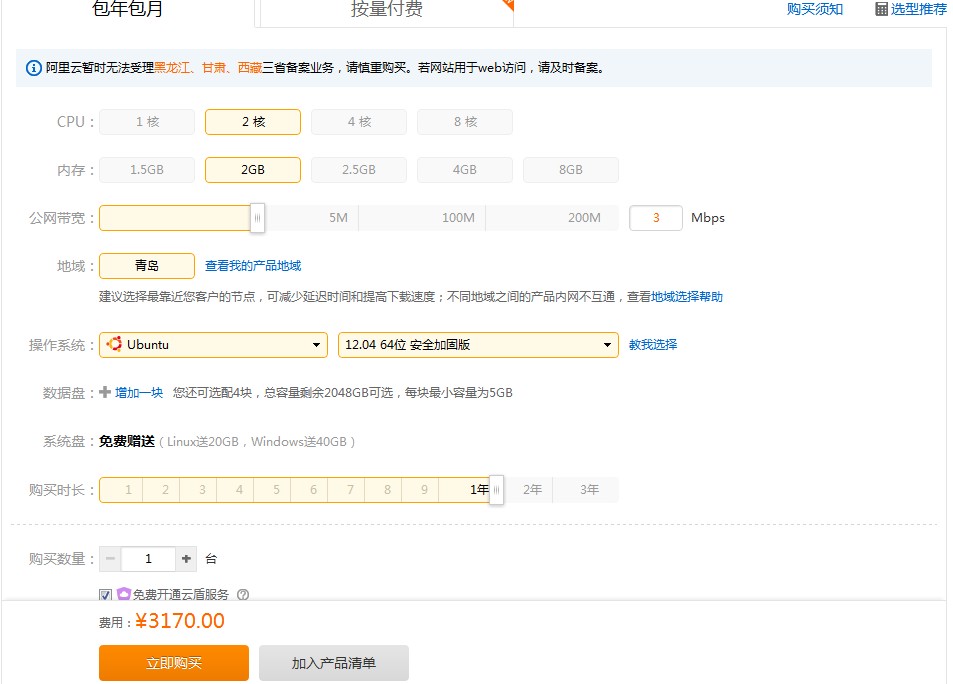 包年包月 按量付费 购买须知 选型推荐
阿里云暂时无法受理黑龙江、甘肃、西藏三省备案业务，请慎重购买。若网站用于web访问，请及时备案。
CPU： 1 核 2 核 4 核 8 核
内存： 1.5GB 2GB 2.5GB 4GB 8GB
公网带宽： 5M 100M 200M 3 Mbps
地域： 青岛 查看我的产品地域
建议选择最靠近您客户的节点，可减少延迟时间和提高下载速度；不同地域之间的产品内网不互通，查看地域选择帮助
操作系统： Ubuntu 12.04 64位 安全加固版 教我选择
数据盘： 增加一块 您还可选配4块，总容量剩余2048GB可选，每块最小容量为5GB
系统盘： 免费赠送（Linux送20GB，Windows送40GB）
购买时长： 1 2 3 4 5 6 7 8 9 1年 2年 3年
购买数量： − 1 + 台
免费开通云盾服务 ?
费用：¥3170.00
立即购买 加入产品清单